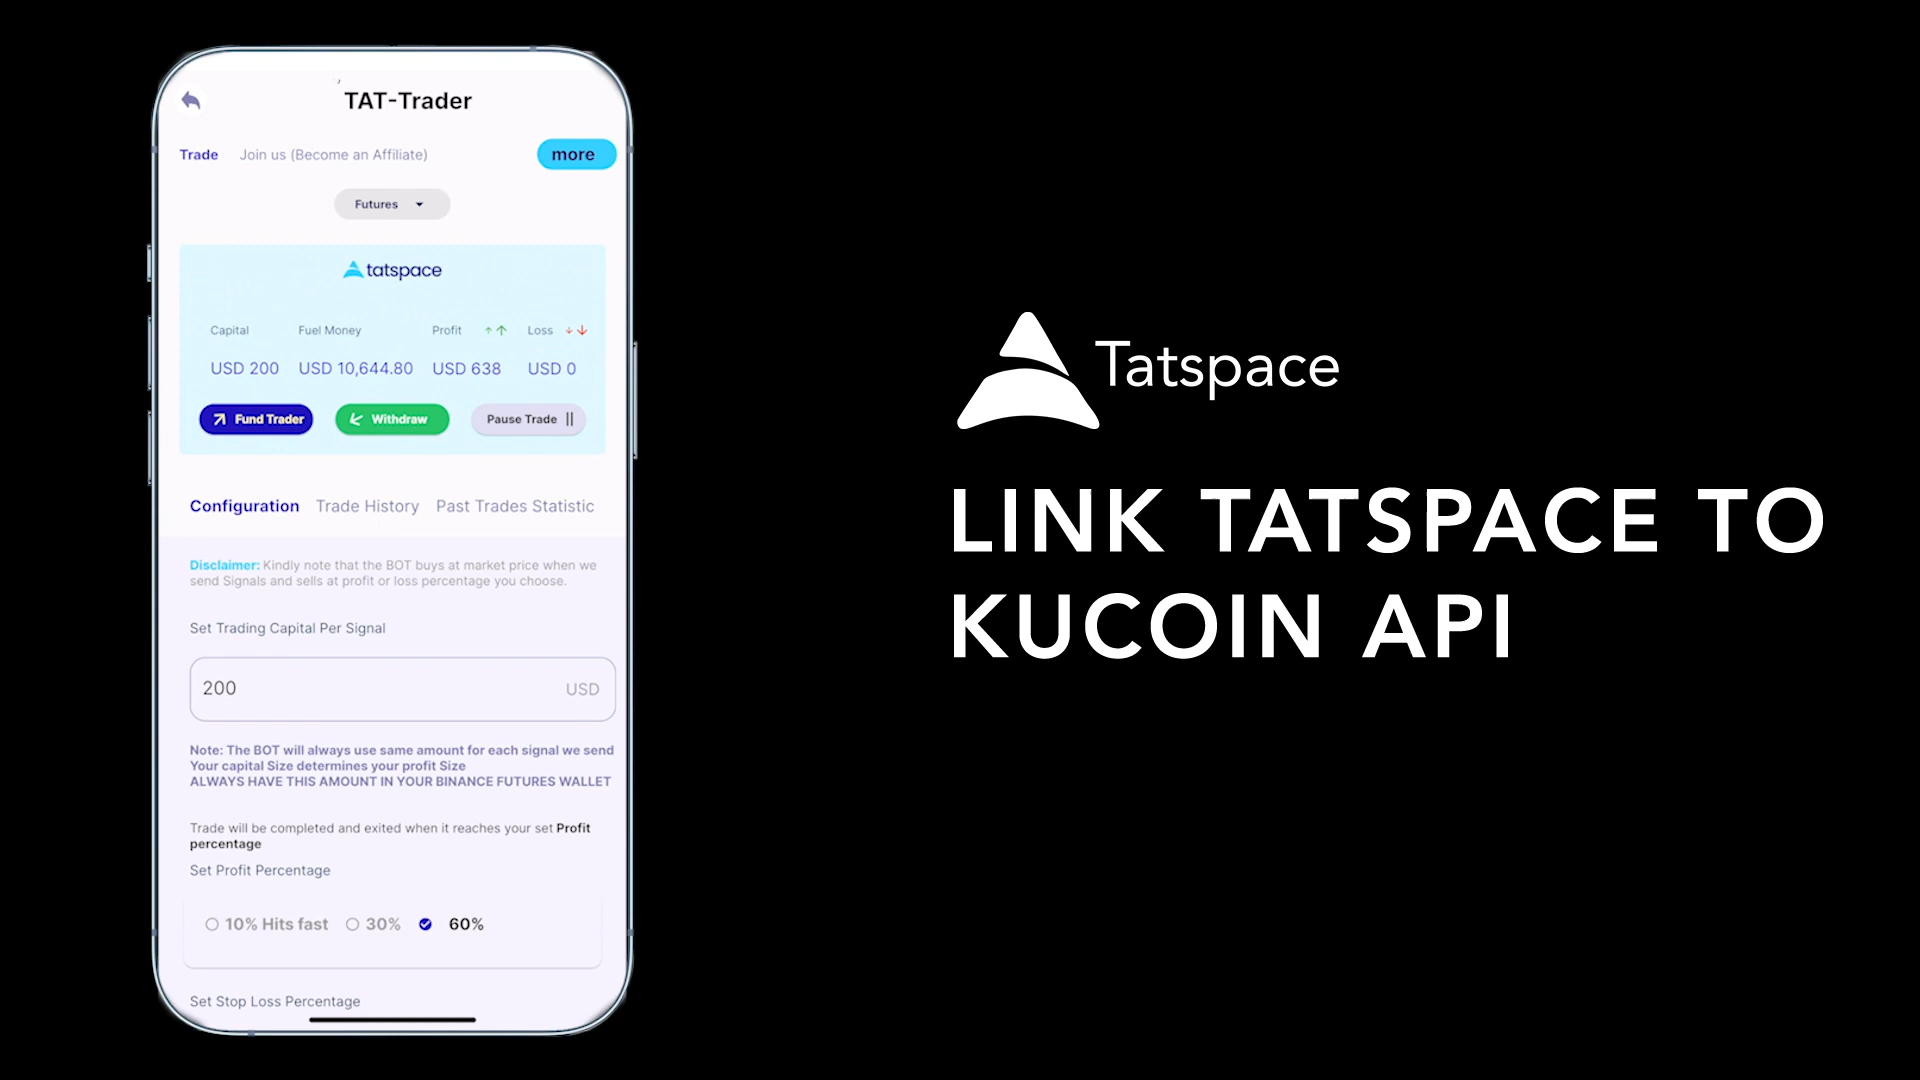 TAT-Trader
Trade Join us (Become an Affiliate) more
Futures
tatspace
Capital Fuel Money Profit Loss
USD 200 USD 10,644.80 USD 638 USD 0
Fund Trader Withdraw Pause Trade
Configuration Trade History Past Trades Statistic
Disclaimer: Kindly note that the BOT buys at market price when we
send Signals and sells at profit or loss percentage you choose.
Set Trading Capital Per Signal
200 USD
Note: The BOT will always use same amount for each signal we send
Your capital Size determines your profit Size
ALWAYS HAVE THIS AMOUNT IN YOUR BINANCE FUTURES WALLET
Trade will be completed and exited when it reaches your set Profit
percentage
Set Profit Percentage
10% Hits fast 30% 60%
Set Stop Loss Percentage
Tatspace
LINK TATSPACE TO
KUCOIN API